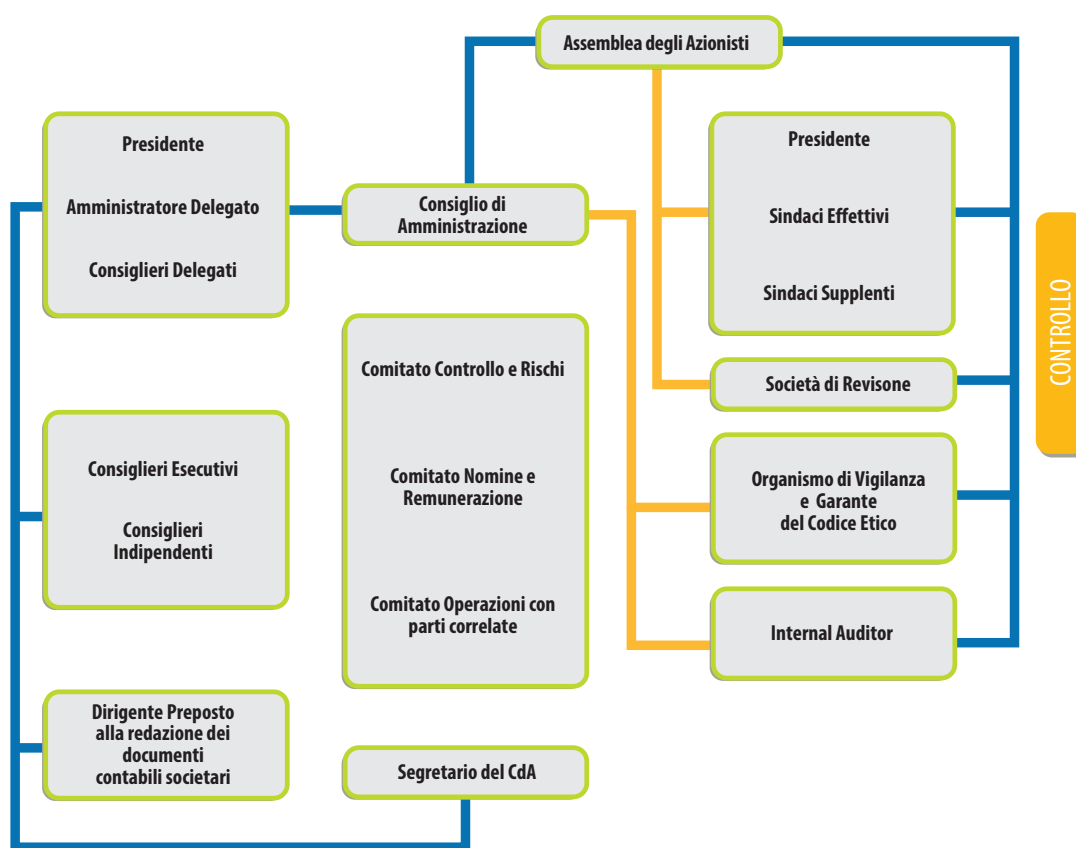 Assemblea degli Azionisti
Presidente
Amministratore Delegato
Consiglieri Delegati
Consiglio di
Amministrazione
Presidente
Sindaci Effettivi
Sindaci Supplenti
CONTROLLO
Comitato Controllo e Rischi
Comitato Nomine e
Remunerazione
Comitato Operazioni con
parti correlate
Società di Revisone
Consiglieri Esecutivi
Consiglieri
Indipendenti
Organismo di Vigilanza
e Garante
del Codice Etico
Internal Auditor
Dirigente Preposto
alla redazione dei
documenti
contabili societari
Segretario del CdA